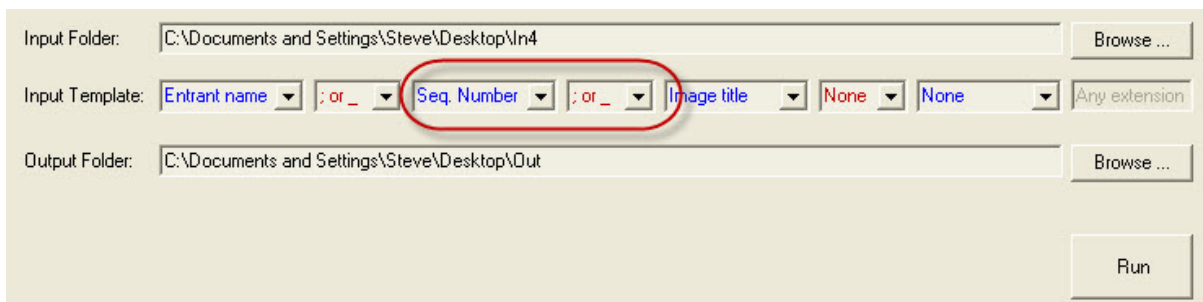 Input Folder: C:\Documents and Settings\Steve\Desktop\In4 Browse ...
Input Template: Entrant name ; or _ Seq. Number ; or _ Image title None None Any extension
Output Folder: C:\Documents and Settings\Steve\Desktop\Out Browse ...
Run